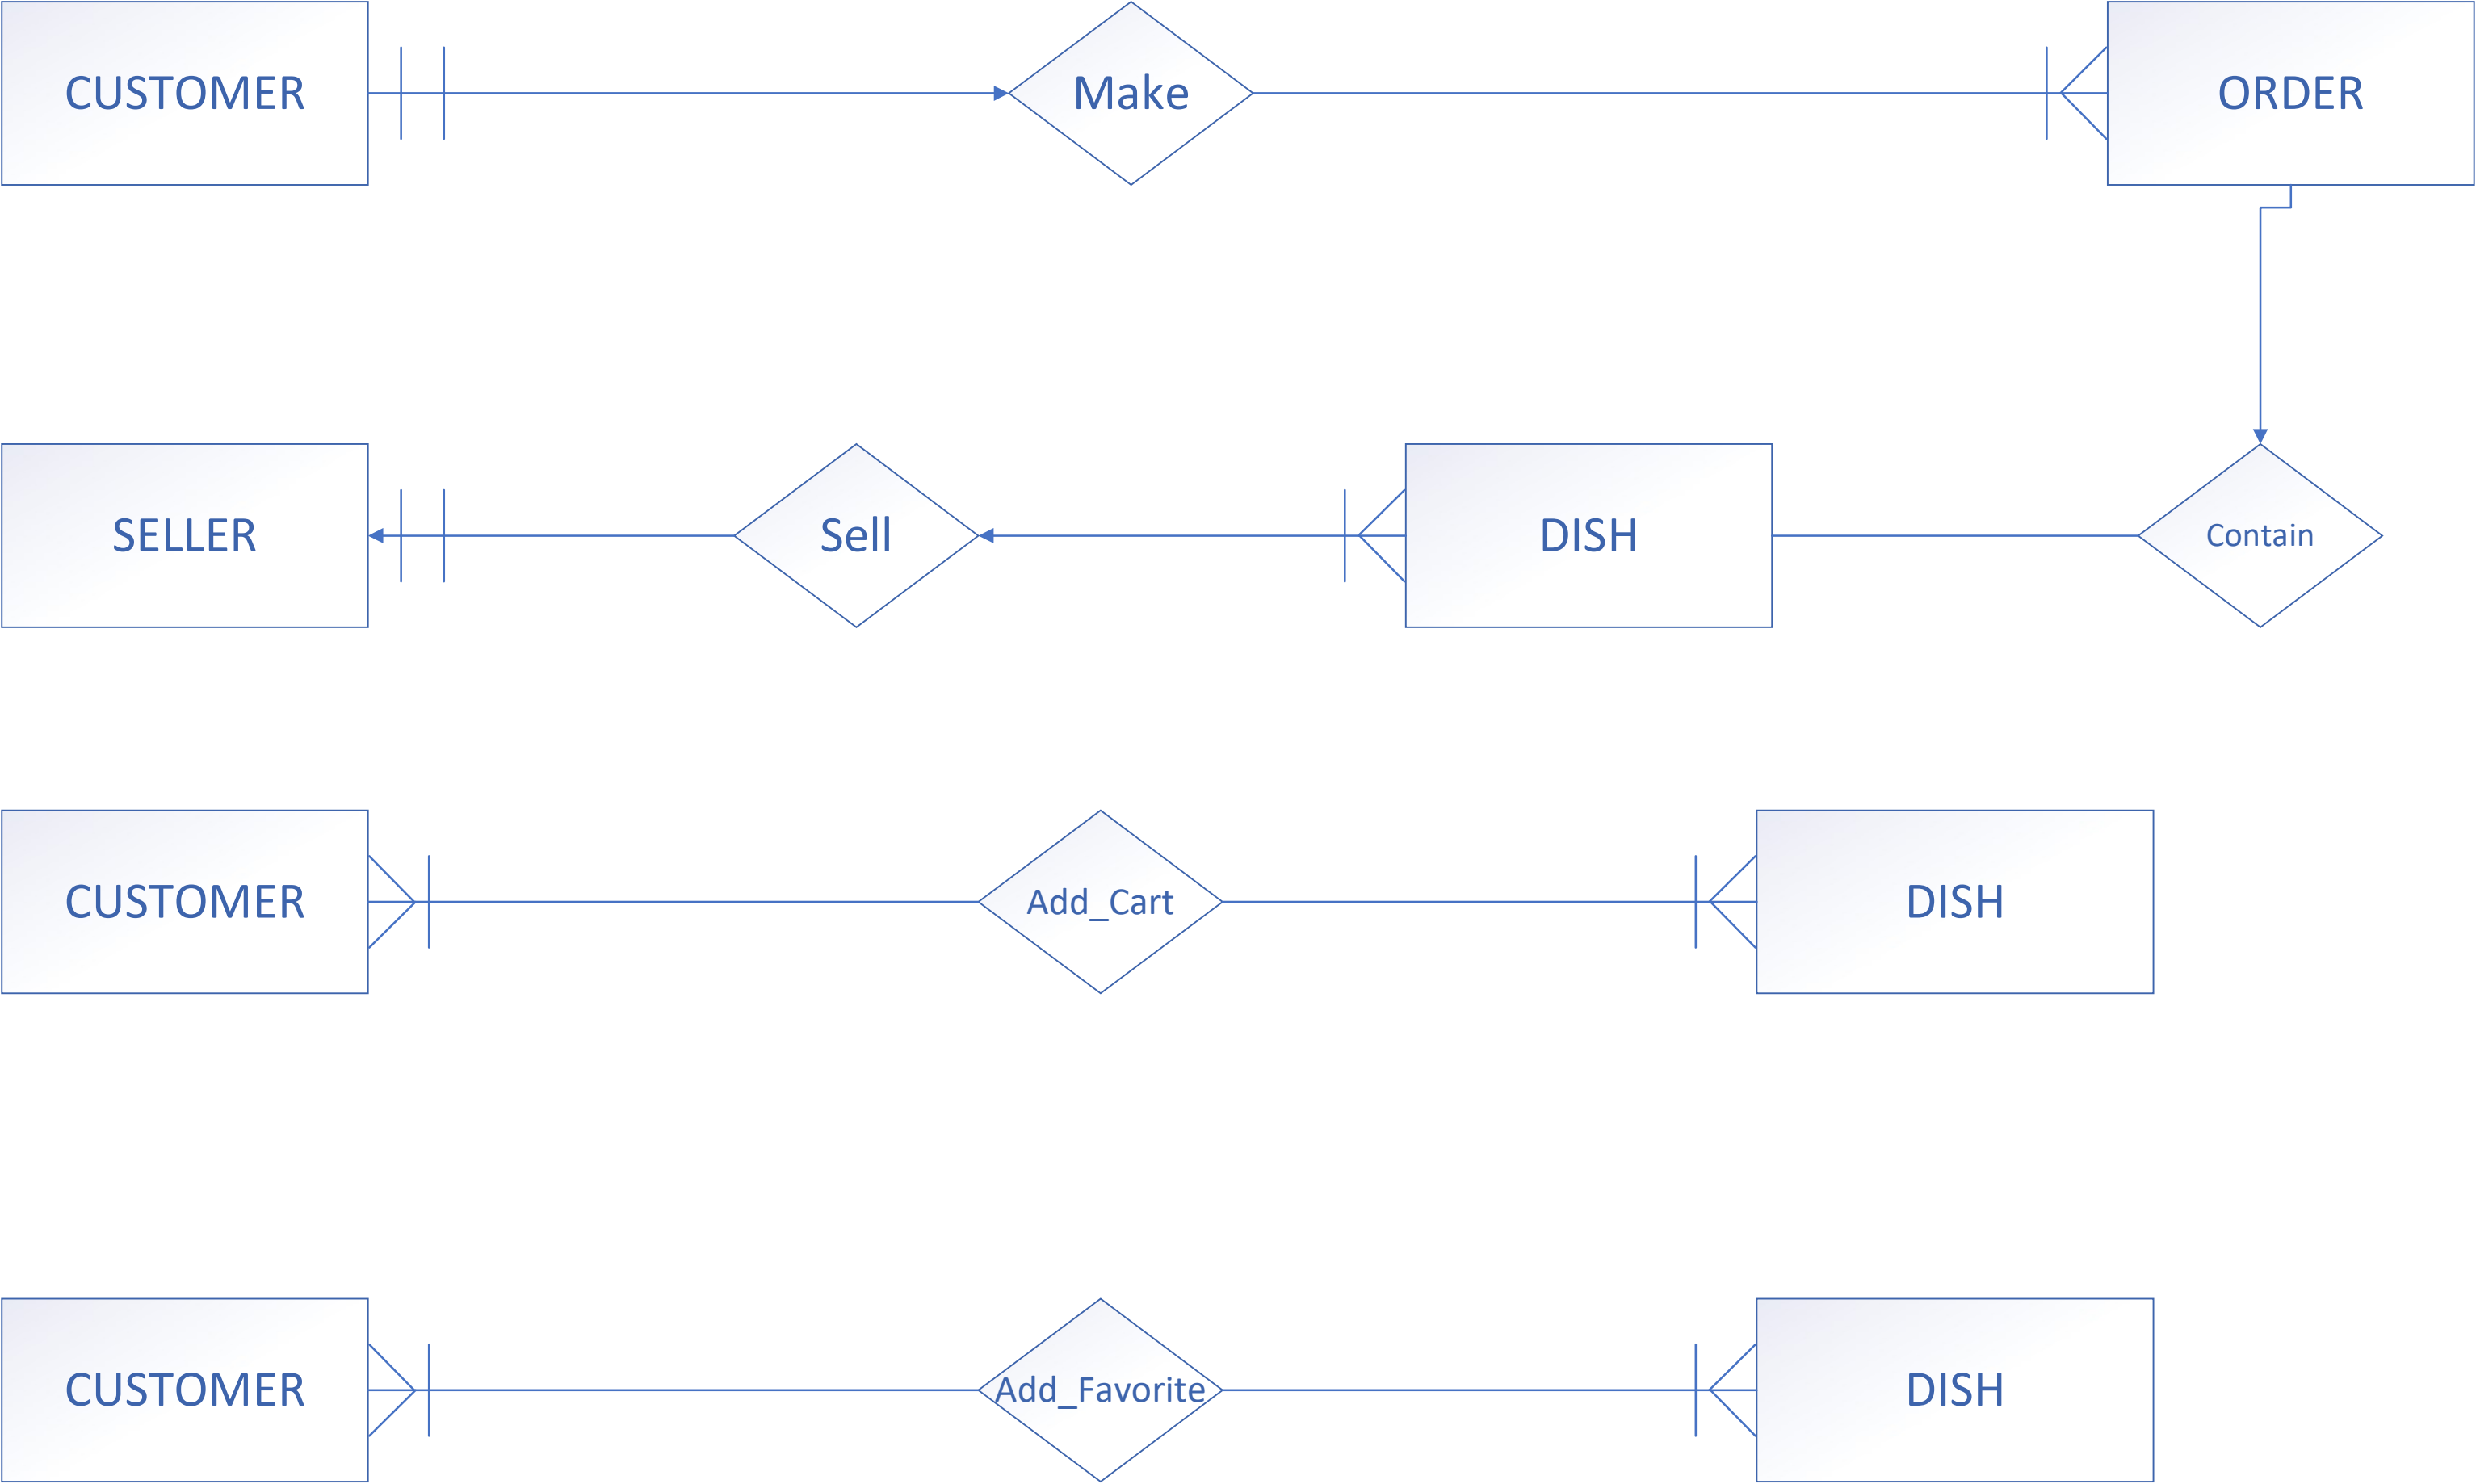 CUSTOMER
Make
ORDER
SELLER
Sell
DISH
Contain
CUSTOMER
Add_Cart
DISH
CUSTOMER
Add_Favorite
DISH